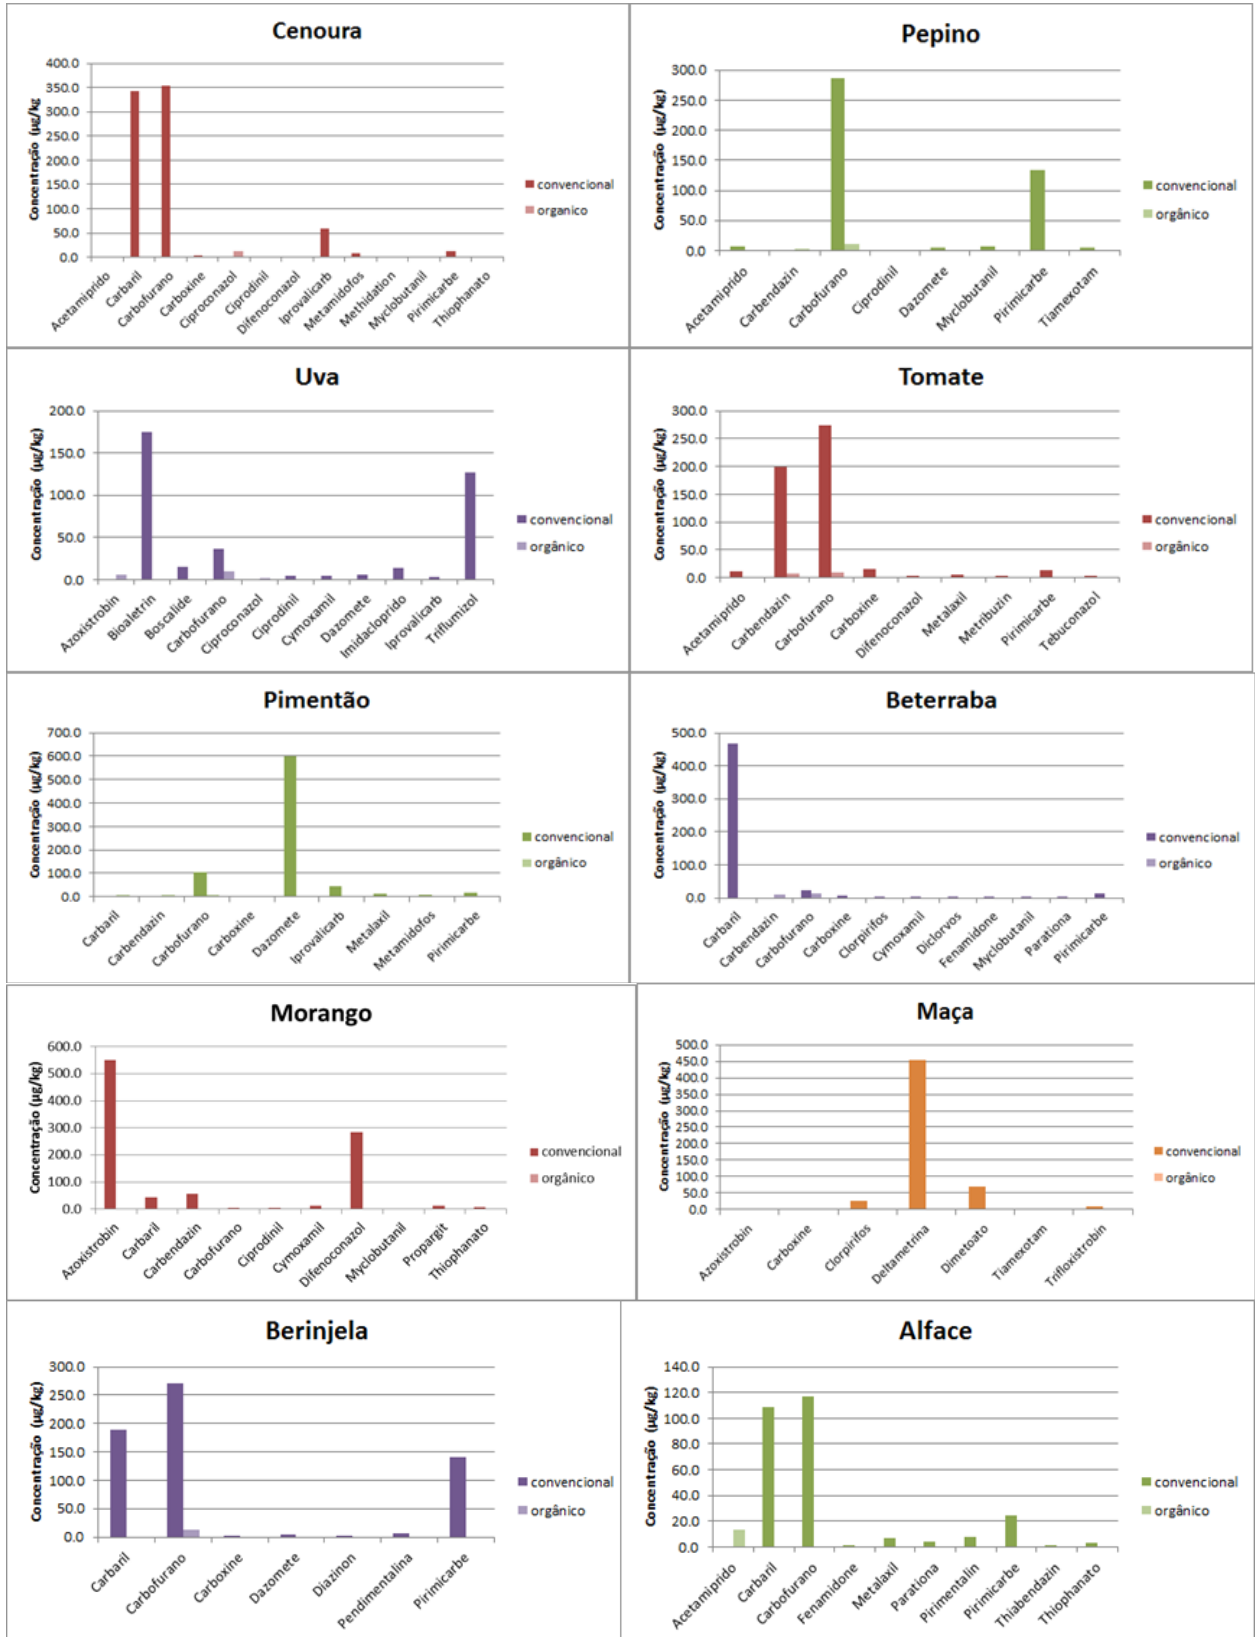 Cenoura
Concentração (µg/kg
400.0
350.0
300.0
250.0
200.0
150.0
100.0
50.0
0.0
Acetamiprido
Carbaril
Carbofurano
Carboxine
Ciproconazol
Ciprodinil
Difenoconazol
Iprovalicarb
Metamidofos
Methidation
Myclobutanil
Pirimicarbe
Thiophanato
convencional
organico
Pepino
Concentração (µg/kg)
300.0
250.0
200.0
150.0
100.0
50.0
0.0
Acetamiprido
Carbendazin
Carbofurano
Ciprodinil
Dazomete
Myclobutanil
Pirimicarbe
Tiamexotam
convencional
orgânico
Uva
Concentração (µg/kg)
200.0
150.0
100.0
50.0
0.0
Azoxistrobin
Bioaletrin
Boscalide
Carbofurano
Ciproconazol
Ciprodinil
Cymoxamil
Dazomete
Imidacloprido
Iprovalicarb
Triflumizol
convencional
orgânico
Tomate
Concentração (µg/kg)
300.0
250.0
200.0
150.0
100.0
50.0
0.0
Acetamiprido
Carbendazin
Carbofurano
Carboxine
Difenoconazol
Metalaxil
Metribuzin
Pirimicarbe
Tebuconazol
convencional
orgânico
Pimentão
Concentração (µg/kg)
700.0
600.0
500.0
400.0
300.0
200.0
100.0
0.0
Carbaril
Carbendazin
Carbofurano
Carboxine
Dazomete
Iprovalicarb
Metalaxil
Metamidofos
Pirimicarbe
convencional
orgânico
Beterraba
Concentração (µg/kg)
500.0
400.0
300.0
200.0
100.0
0.0
Carbaril
Carbendazin
Carbofurano
Carboxine
Clorpirifos
Cymoxamil
Diclorvos
Fenamidone
Myclobutanil
Parationa
Pirimicarbe
convencional
orgânico
Morango
Concentração (µg/kg)
600.0
500.0
400.0
300.0
200.0
100.0
0.0
Azoxistrobin
Carbaril
Carbendazin
Carbofurano
Ciprodinil
Cymoxamil
Difenoconazol
Myclobutanil
Propargit
Thiophanato
convencional
orgânico
Maça
Concentração (µg/kg)
500.0
450.0
400.0
350.0
300.0
250.0
200.0
150.0
100.0
50.0
0.0
Azoxistrobin
Carboxine
Clorpirifos
Deltametrina
Dimetoato
Tiamexotam
Trifloxistrobin
convencional
orgânico
Berinjela
Concentração (µg/kg)
300.0
250.0
200.0
150.0
100.0
50.0
0.0
Carbaril
Carbofurano
Carboxine
Dazomete
Diazinon
Pendimentalina
Pirimicarbe
convencional
orgânico
Alface
Concentração (µg/kg)
140.0
120.0
100.0
80.0
60.0
40.0
20.0
0.0
Acetamiprido
Carbaril
Carbofurano
Fenamidone
Metalaxil
Parationa
Pirimentalin
Pirimicarbe
Thiabendazin
Thiophanato
convencional
orgânico